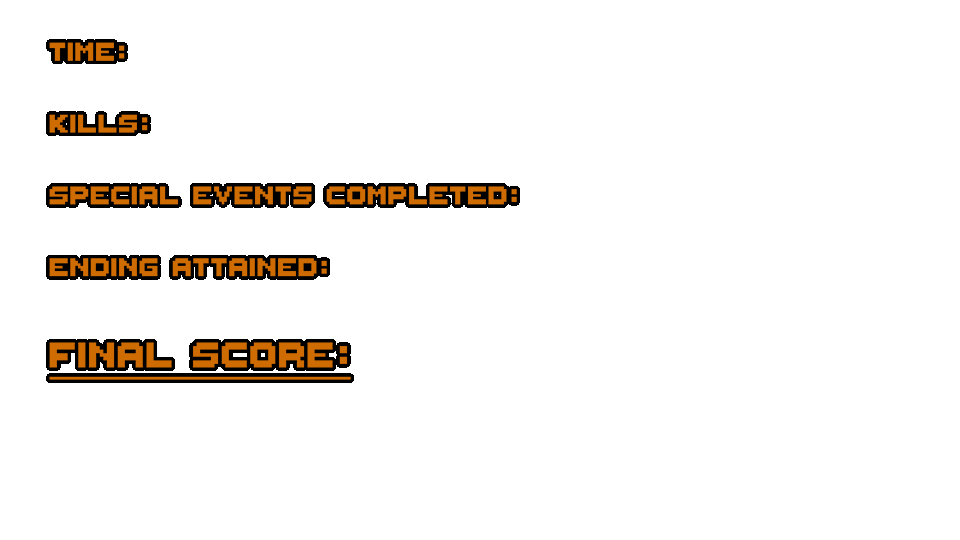 TIME:
KILLS:
SPECIAL EVENTS COMPLETED:
ENDING ATTAINED:
FINAL SCORE: